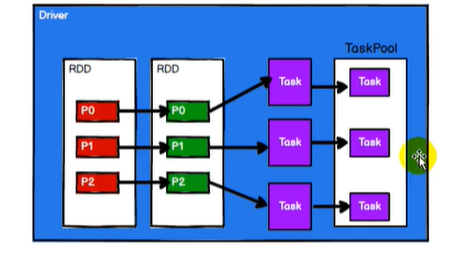 Driver
TaskPool
RDD
RDD
Task
Task
P0
P0
P1
P1
Task
Task
P2
P2
Task
Task